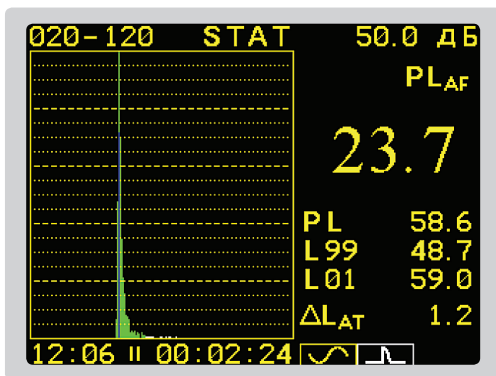 020-120 STAT 50.0 дБ
PLAF
23.7
PL 58.6
L99 48.7
L01 59.0
ΔLAT 1.2
12:06 II 00:02:24